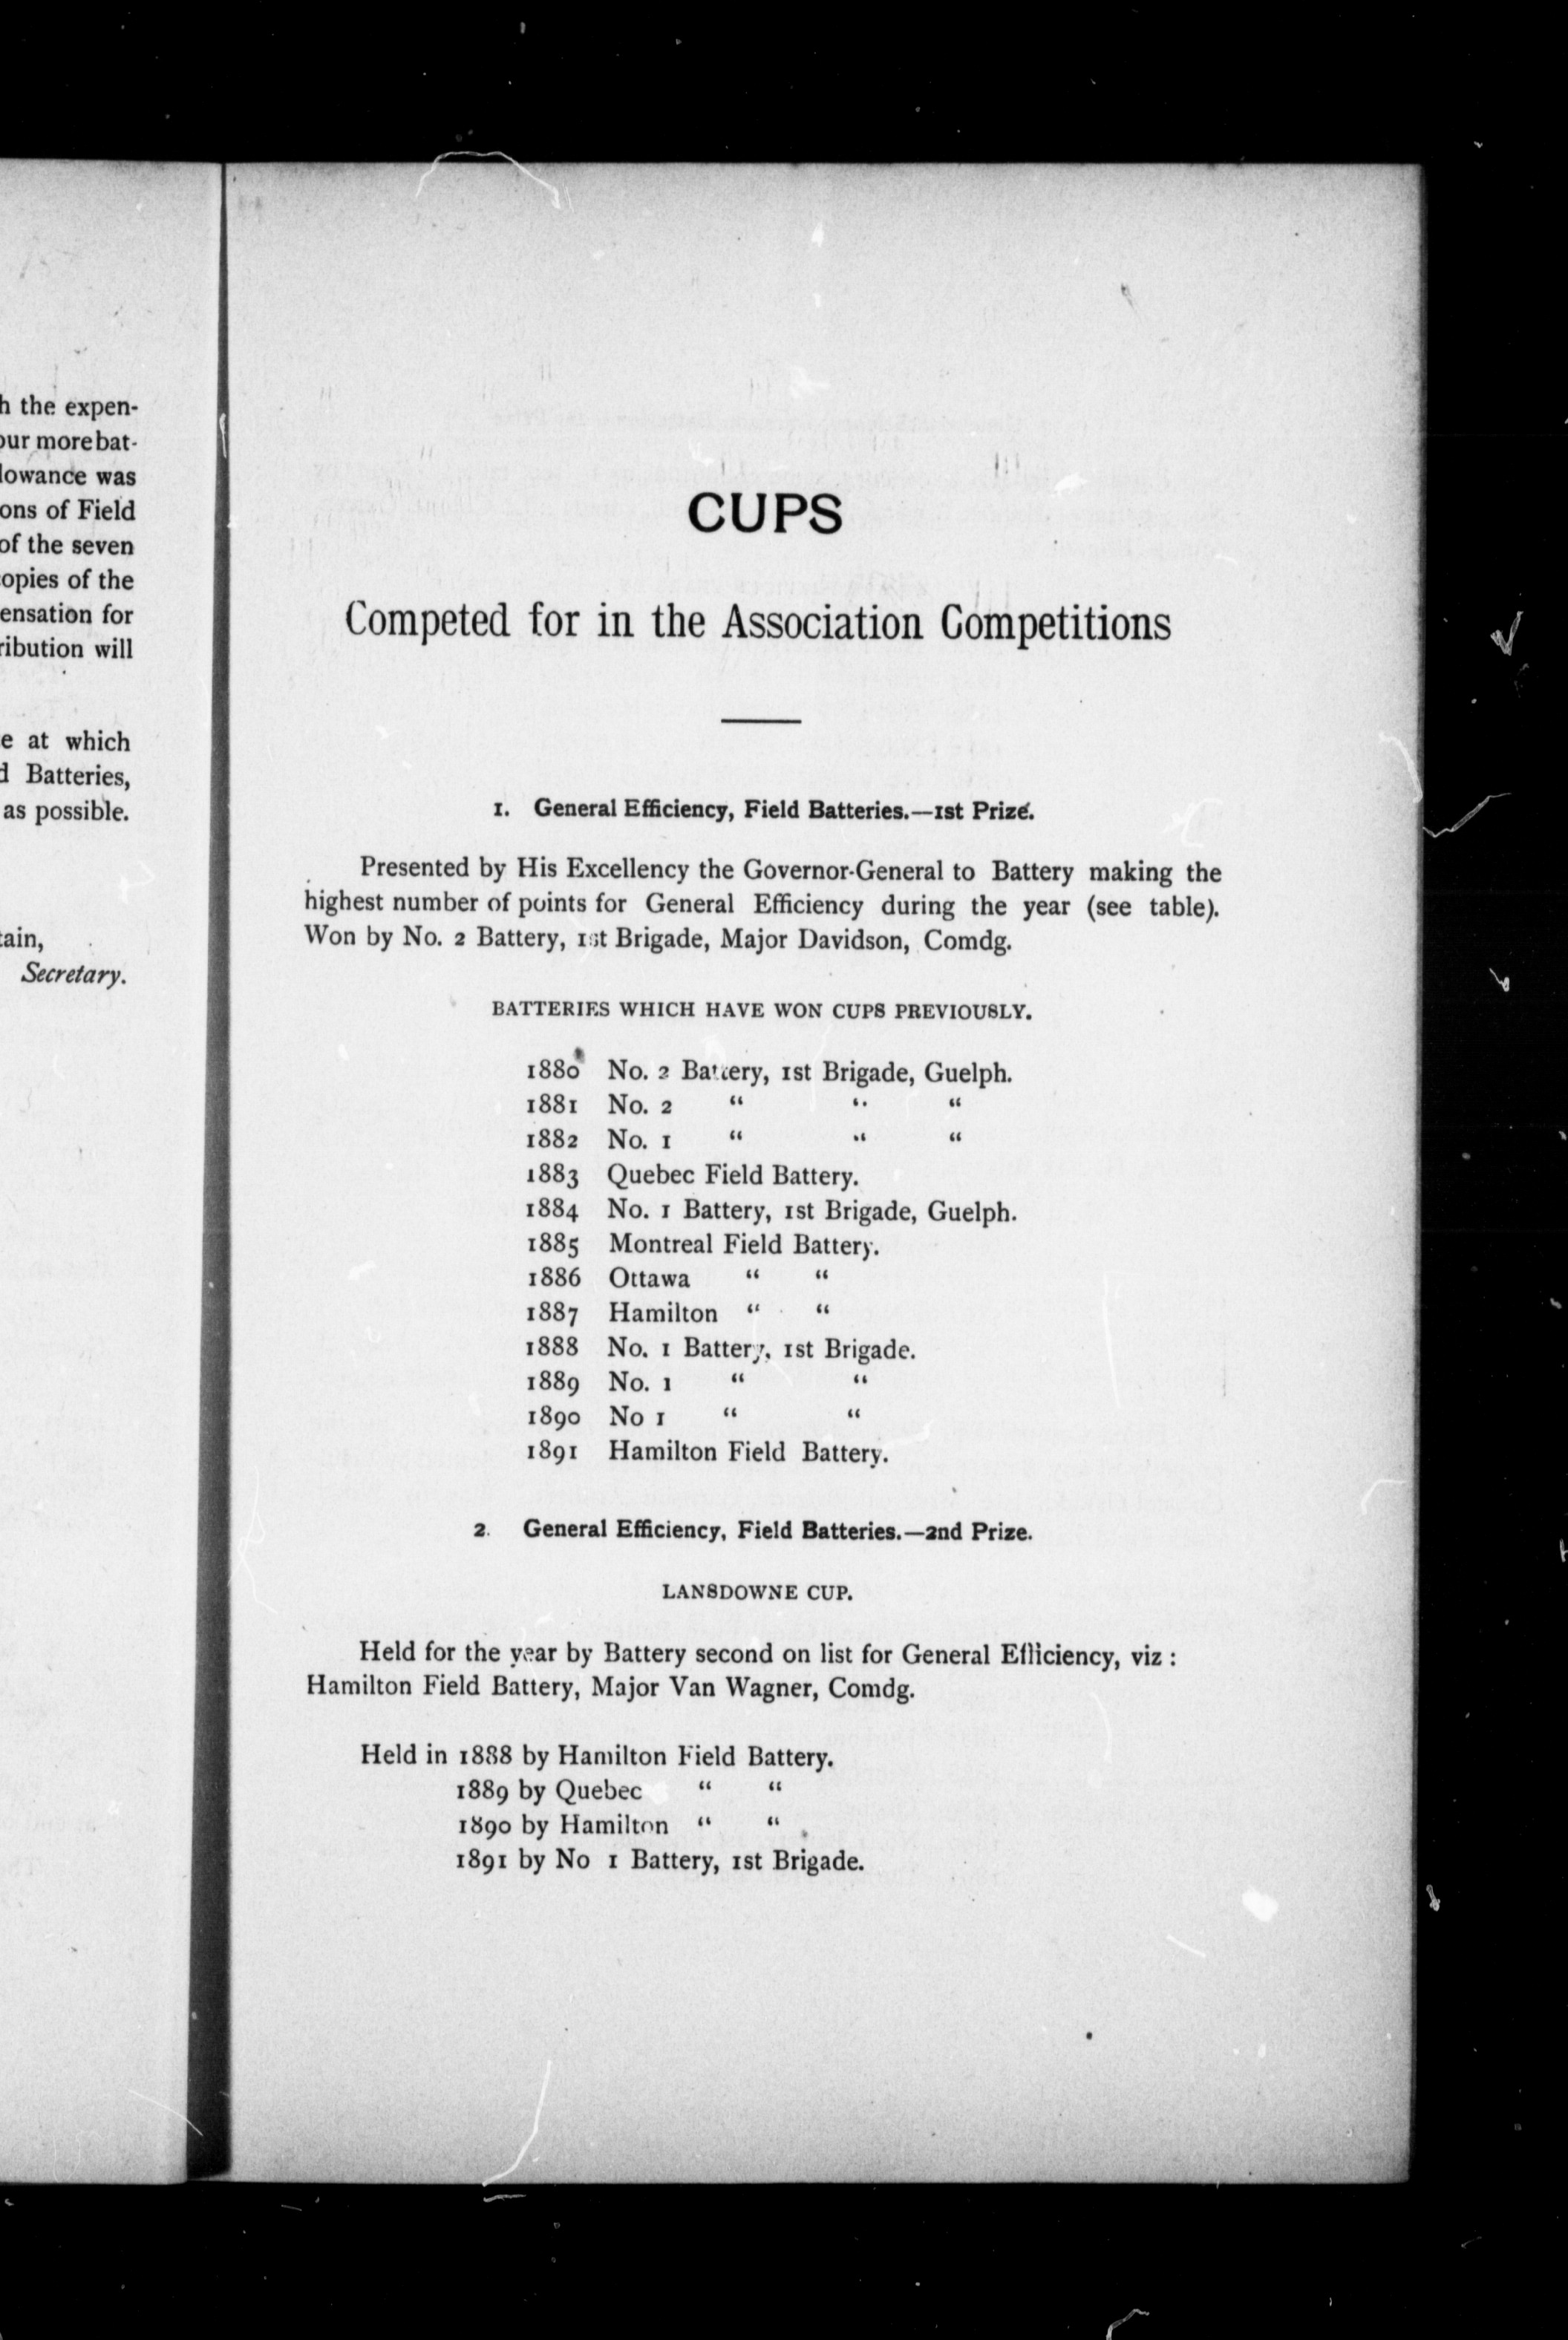 h the expen-
our more bat-
lowance was
ons of Field
of the seven
opies of the
ensation for
ribution will
e at which
d Batteries,
as possible.
tain,
Secretary.
CUPS
Competed for in the Association Competitions
1. General Efficiency, Field Batteries.—1st Prize.
Presented by His Excellency the Governor-General to Battery making the
highest number of points for General Efficiency during the year (see table).
Won by No. 2 Battery, 1st Brigade, Major Davidson, Comdg.
BATTERIES WHICH HAVE WON CUPS PREVIOUSLY.
1880 No. 2 Battery, 1st Brigade, Guelph.
1881 No. 2 “ “ “
1882 No. 1 “ “ “
1883 Quebec Field Battery.
1884 No. 1 Battery, 1st Brigade, Guelph.
1885 Montreal Field Battery.
1886 Ottawa “ “
1887 Hamilton “ “
1888 No. 1 Battery, 1st Brigade.
1889 No. 1 “ “
1890 No 1 “ “
1891 Hamilton Field Battery.
2. General Efficiency, Field Batteries.—2nd Prize.
LANSDOWNE CUP.
Held for the year by Battery second on list for General Efficiency, viz :
Hamilton Field Battery, Major Van Wagner, Comdg.
Held in 1888 by Hamilton Field Battery.
1889 by Quebec “ “
1890 by Hamilton “ “
1891 by No 1 Battery, 1st Brigade.